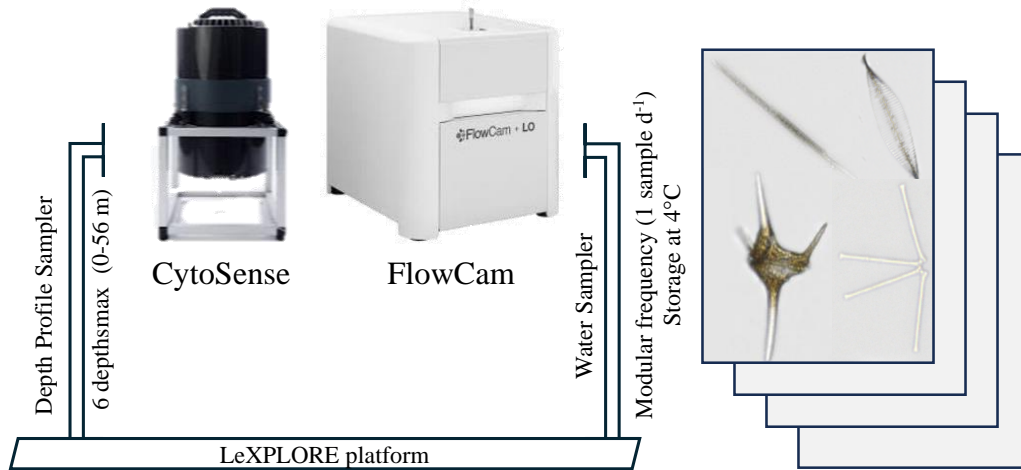 FlowCam + LO
CytoSense
FlowCam
Depth Profile Sampler
6 depthsmax (0-56 m)
Water Sampler
Modular frequency (1 sample d⁻¹)
Storage at 4°C
LeXPLORE platform